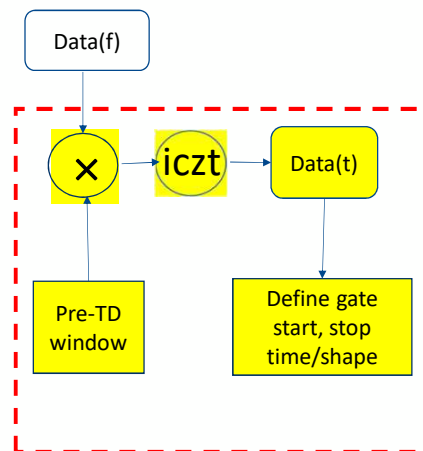 Data(f)
×
iczt
Data(t)
Pre-TD
window
Define gate
start, stop
time/shape